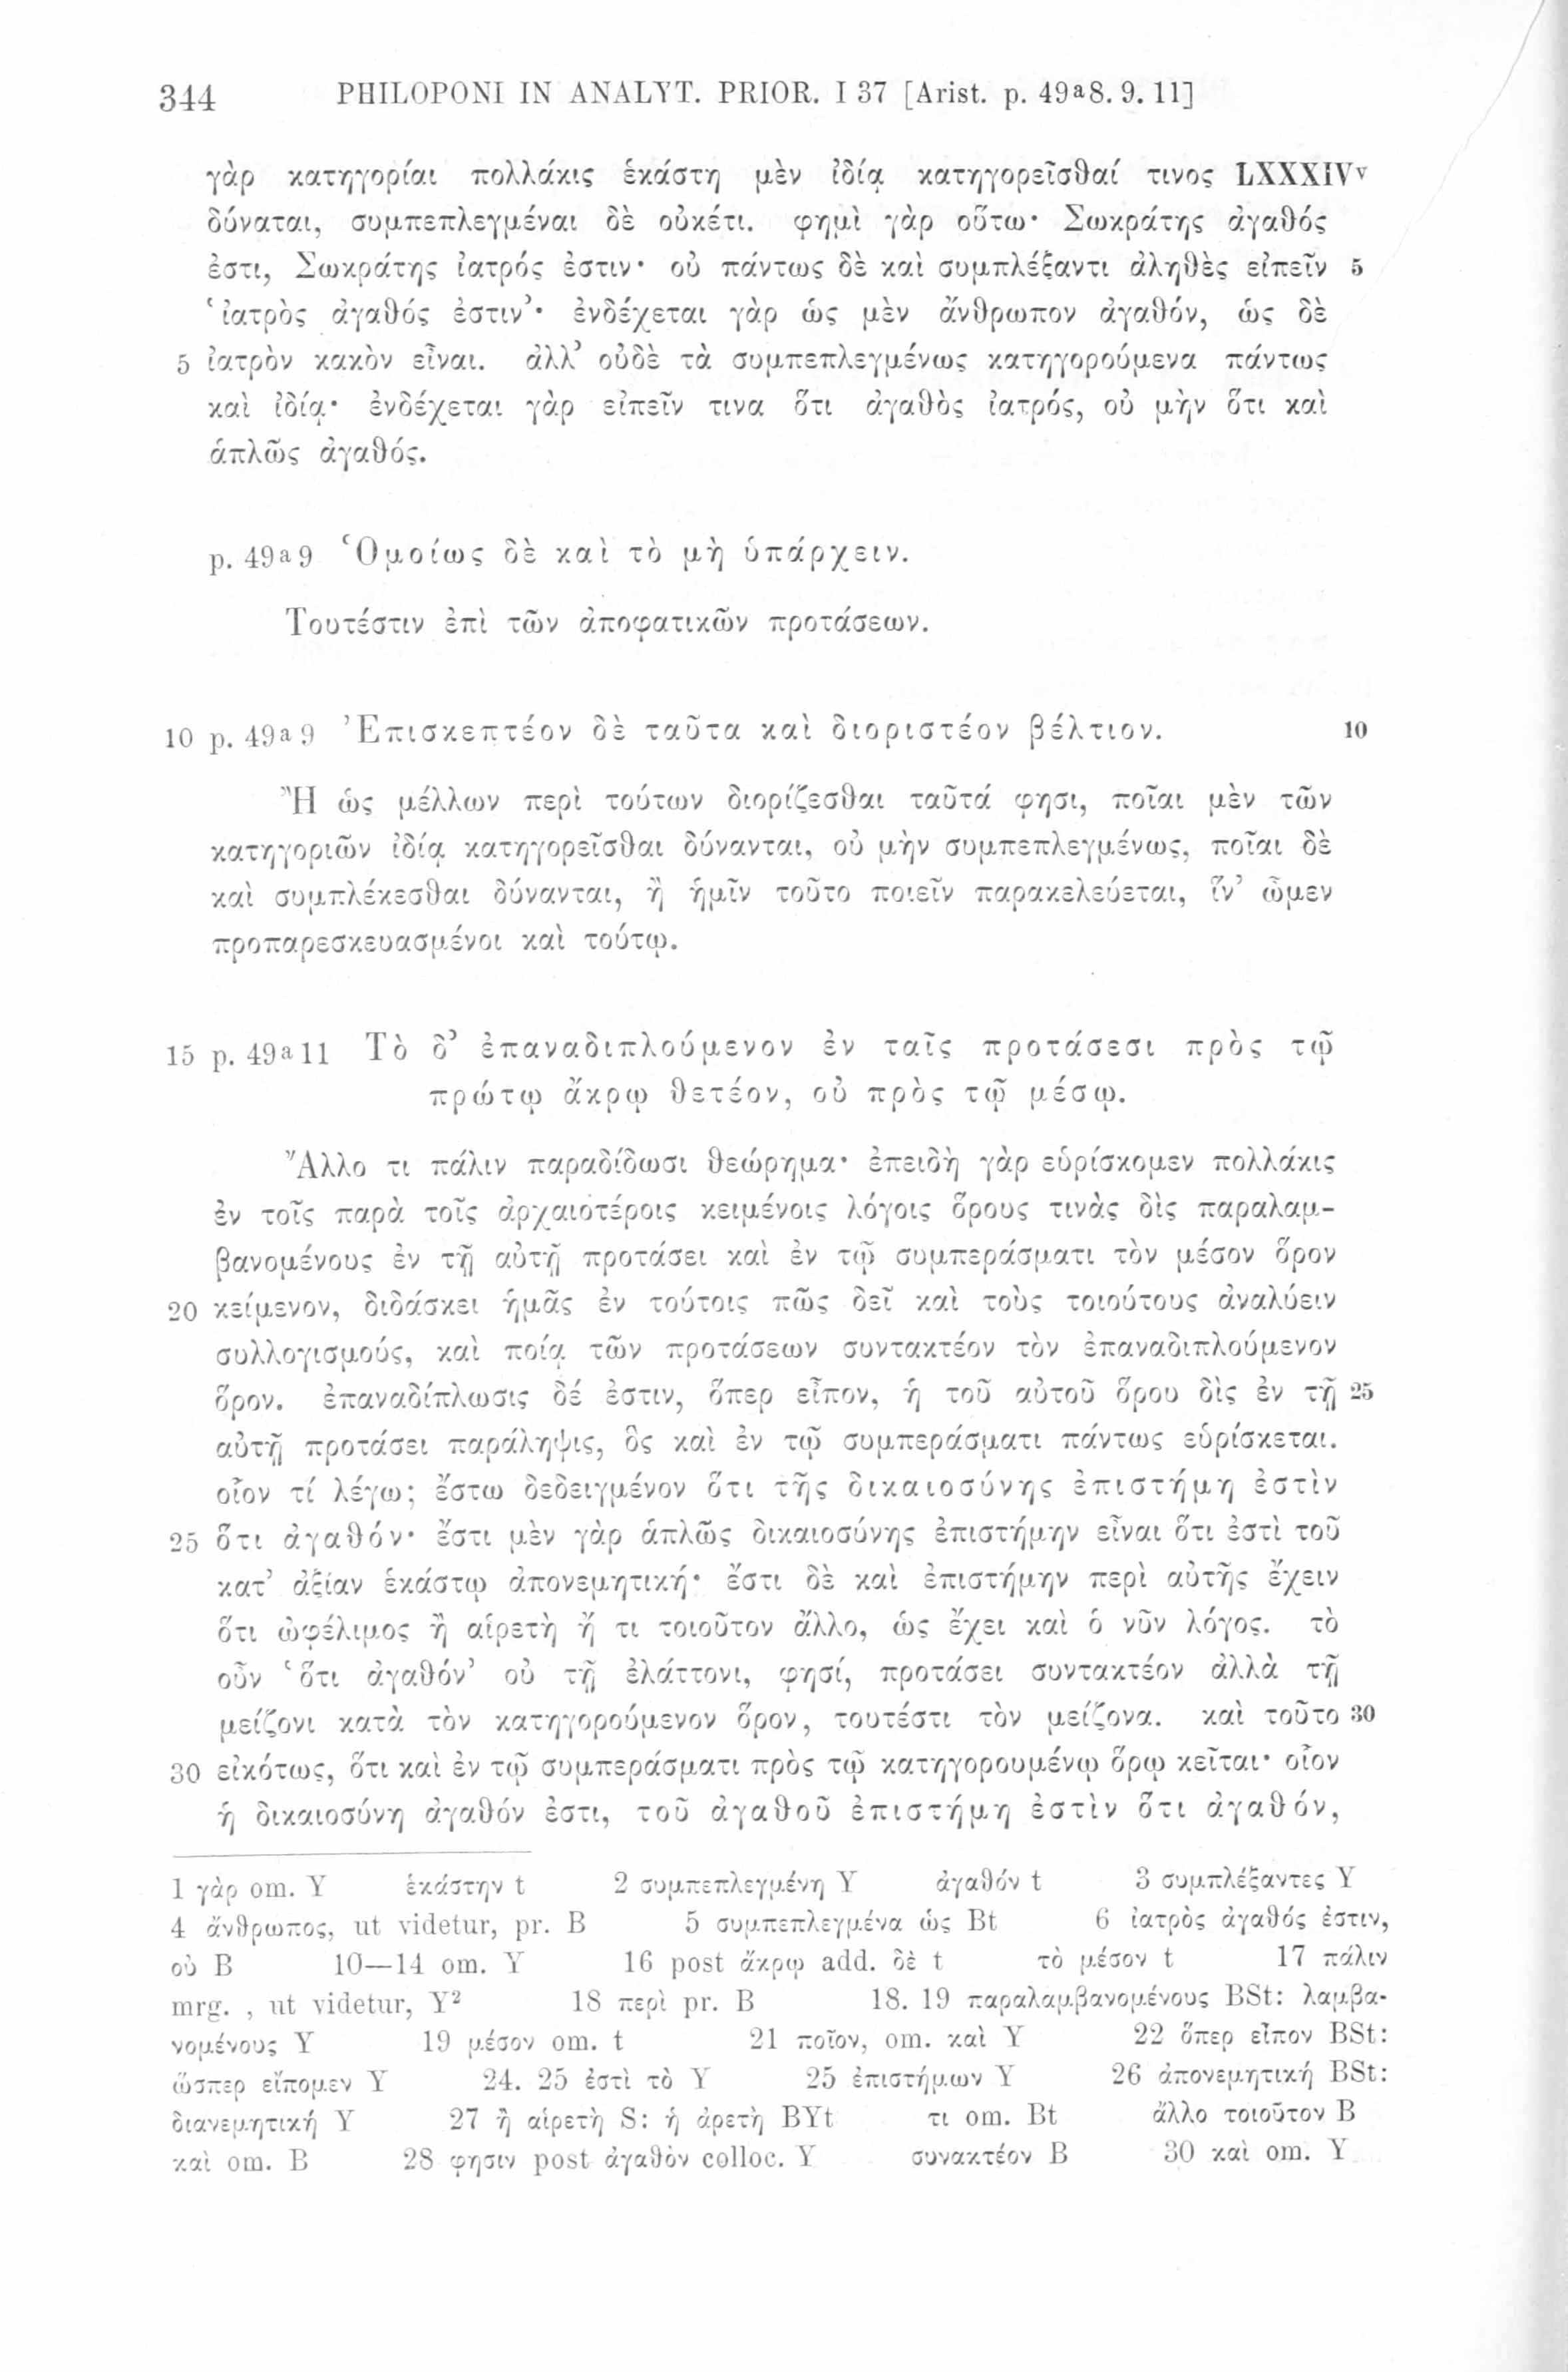 344 PHILOPONI IN ANALYT. PRIOR. I 37 [Arist. p. 49a8. 9. 11]
γὰρ κατηγορίαι πολλάκις ἑκάστη μὲν ἰδίᾳ κατηγορεῖσθαί τινος LXXXIVv
δύναται, συμπεπλεγμέναι δὲ οὐκέτι. φημὶ γὰρ οὕτω· Σωκράτης ἀγαθός
ἐστι, Σωκράτης ἰατρός ἐστιν· οὐ πάντως δὲ καὶ συμπλέξαντι ἀληθὲς εἰπεῖν 5
‘ἰατρὸς ἀγαθός ἐστιν’· ἐνδέχεται γὰρ ὡς μὲν ἄνθρωπον ἀγαθόν, ὡς δὲ
5 ἰατρὸν κακὸν εἶναι. ἀλλ’ οὐδὲ τὰ συμπεπλεγμένως κατηγορούμενα πάντως
καὶ ἰδίᾳ· ἐνδέχεται γὰρ εἰπεῖν τινα ὅτι ἀγαθὸς ἰατρός, οὐ μὴν ὅτι καὶ
ἁπλῶς ἀγαθός.
p. 49a9 Ὁμοίως δὲ καὶ τὸ μὴ ὑπάρχειν.
Τουτέστιν ἐπὶ τῶν ἀποφατικῶν προτάσεων.
10 p. 49a9 Ἐπισκεπτέον δὲ ταῦτα καὶ διοριστέον βέλτιον. 10
Ἢ ὡς μέλλων περὶ τούτων διορίζεσθαι ταῦτά φησι, ποῖαι μὲν τῶν
κατηγοριῶν ἰδίᾳ κατηγορεῖσθαι δύνανται, οὐ μὴν συμπεπλεγμένως, ποῖαι δὲ
καὶ συμπλέκεσθαι δύνανται, ἢ ἡμῖν τοῦτο ποιεῖν παρακελεύεται, ἵν’ ὦμεν
προπαρεσκευασμένοι καὶ τούτῳ.
15 p. 49a11 Τὸ δ’ ἐπαναδιπλούμενον ἐν ταῖς προτάσεσι πρὸς τῷ
πρώτῳ ἄκρῳ θετέον, οὐ πρὸς τῷ μέσῳ.
Ἄλλο τι πάλιν παραδίδωσι θεώρημα· ἐπειδὴ γὰρ εὑρίσκομεν πολλάκις
ἐν τοῖς παρὰ τοῖς ἀρχαιοτέροις κειμένοις λόγοις ὅρους τινὰς δὶς παραλαμ-
βανομένους ἐν τῇ αὐτῇ προτάσει καὶ ἐν τῷ συμπεράσματι τὸν μέσον ὅρον
20 κείμενον, διδάσκει ἡμᾶς ἐν τούτοις πῶς δεῖ καὶ τοὺς τοιούτους ἀναλύειν
συλλογισμούς, καὶ ποίᾳ τῶν προτάσεων συντακτέον τὸν ἐπαναδιπλούμενον
ὅρον. ἐπαναδίπλωσις δέ ἐστιν, ὅπερ εἶπον, ἡ τοῦ αὐτοῦ ὅρου δὶς ἐν τῇ 25
αὐτῇ προτάσει παράληψις, ὃς καὶ ἐν τῷ συμπεράσματι πάντως εὑρίσκεται.
οἷον τί λέγω; ἔστω δεδειγμένον ὅτι τῆς δικαιοσύνης ἐπιστήμη ἐστὶν
25 ὅτι ἀγαθόν· ἔστι μὲν γὰρ ἁπλῶς δικαιοσύνης ἐπιστήμην εἶναι ὅτι ἐστὶ τοῦ
κατ’ ἀξίαν ἑκάστῳ ἀπονεμητική· ἔστι δὲ καὶ ἐπιστήμην περὶ αὐτῆς ἔχειν
ὅτι ὠφέλιμος ἢ αἱρετὴ ἤ τι τοιοῦτον ἄλλο, ὡς ἔχει καὶ ὁ νῦν λόγος. τὸ
οὖν ‘ὅτι ἀγαθόν’ οὐ τῇ ἐλάττονι, φησί, προτάσει συντακτέον ἀλλὰ τῇ
μείζονι κατὰ τὸν κατηγορούμενον ὅρον, τουτέστι τὸν μείζονα. καὶ τοῦτο 30
30 εἰκότως, ὅτι καὶ ἐν τῷ συμπεράσματι πρὸς τῷ κατηγορουμένῳ ὅρῳ κεῖται· οἷον
ἡ δικαιοσύνη ἀγαθόν ἐστι, τοῦ ἀγαθοῦ ἐπιστήμη ἐστὶν ὅτι ἀγαθόν,
1 γὰρ om. Y ἑκάστην t 2 συμπεπλεγμένη Y ἀγαθόν t 3 συμπλέξαντες Y
4 ἄνθρωπος, ut videtur, pr. B 5 συμπεπλεγμένα ὡς Bt 6 ἰατρὸς ἀγαθός ἐστιν,
οὐ B 10—14 om. Y 16 post ἄκρῳ add. δὲ t τὸ μέσον t 17 πάλιν
mrg. , ut videtur, Y² 18 περὶ pr. B 18. 19 παραλαμβανομένους BSt: λαμβα-
νομένους Y 19 μέσον om. t 21 ποῖον, om. καὶ Y 22 ὅπερ εἶπον BSt:
ὥσπερ εἴπομεν Y 24. 25 ἐστὶ τὸ Y 25 ἐπιστήμων Y 26 ἀπονεμητική BSt:
διανεμητική Y 27 ἢ αἱρετὴ S: ἡ ἀρετὴ BYt τι om. Bt ἄλλο τοιοῦτον B
καὶ om. B 28 φησιν post ἀγαθὸν colloc. Y συνακτέον B 30 καὶ om. Y